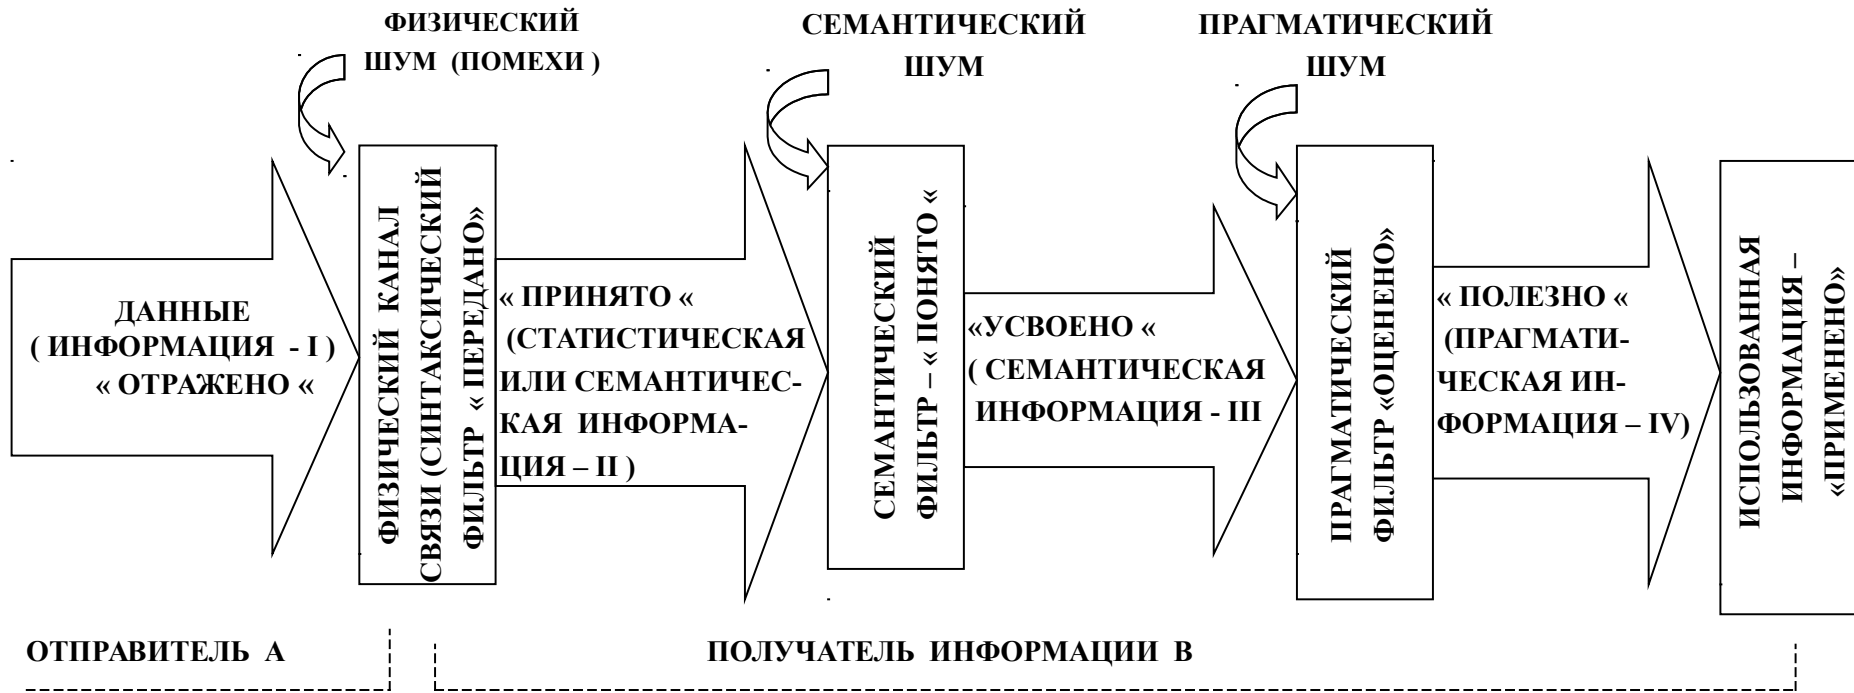 ФИЗИЧЕСКИЙ
ШУМ (ПОМЕХИ )
СЕМАНТИЧЕСКИЙ
ШУМ
ПРАГМАТИЧЕСКИЙ
ШУМ
ДАННЫЕ
( ИНФОРМАЦИЯ - I )
« ОТРАЖЕНО «
ФИЗИЧЕСКИЙ КАНАЛ
СВЯЗИ (СИНТАКСИЧЕСКИЙ
ФИЛЬТР « ПЕРЕДАНО»
« ПРИНЯТО «
(СТАТИСТИЧЕСКАЯ
ИЛИ СЕМАНТИЧЕС-
КАЯ ИНФОРМА-
ЦИЯ – II )
СЕМАНТИЧЕСКИЙ
ФИЛЬТР – « ПОНЯТО «
«УСВОЕНО «
( СЕМАНТИЧЕСКАЯ
ИНФОРМАЦИЯ - III
ПРАГМАТИЧЕСКИЙ
ФИЛЬТР «ОЦЕНЕНО»
« ПОЛЕЗНО «
(ПРАГМАТИ-
ЧЕСКАЯ ИН-
ФОРМАЦИЯ – IV)
ИСПОЛЬЗОВАННАЯ
ИНФОРМАЦИЯ –
«ПРИМЕНЕНО»
ОТПРАВИТЕЛЬ А
ПОЛУЧАТЕЛЬ ИНФОРМАЦИИ В